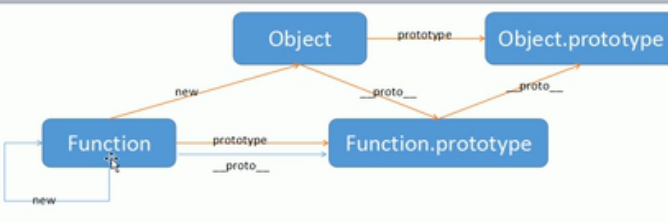 Object
prototype
Object.prototype
new
__proto__
__proto__
Function
prototype
__proto__
Function.prototype
new